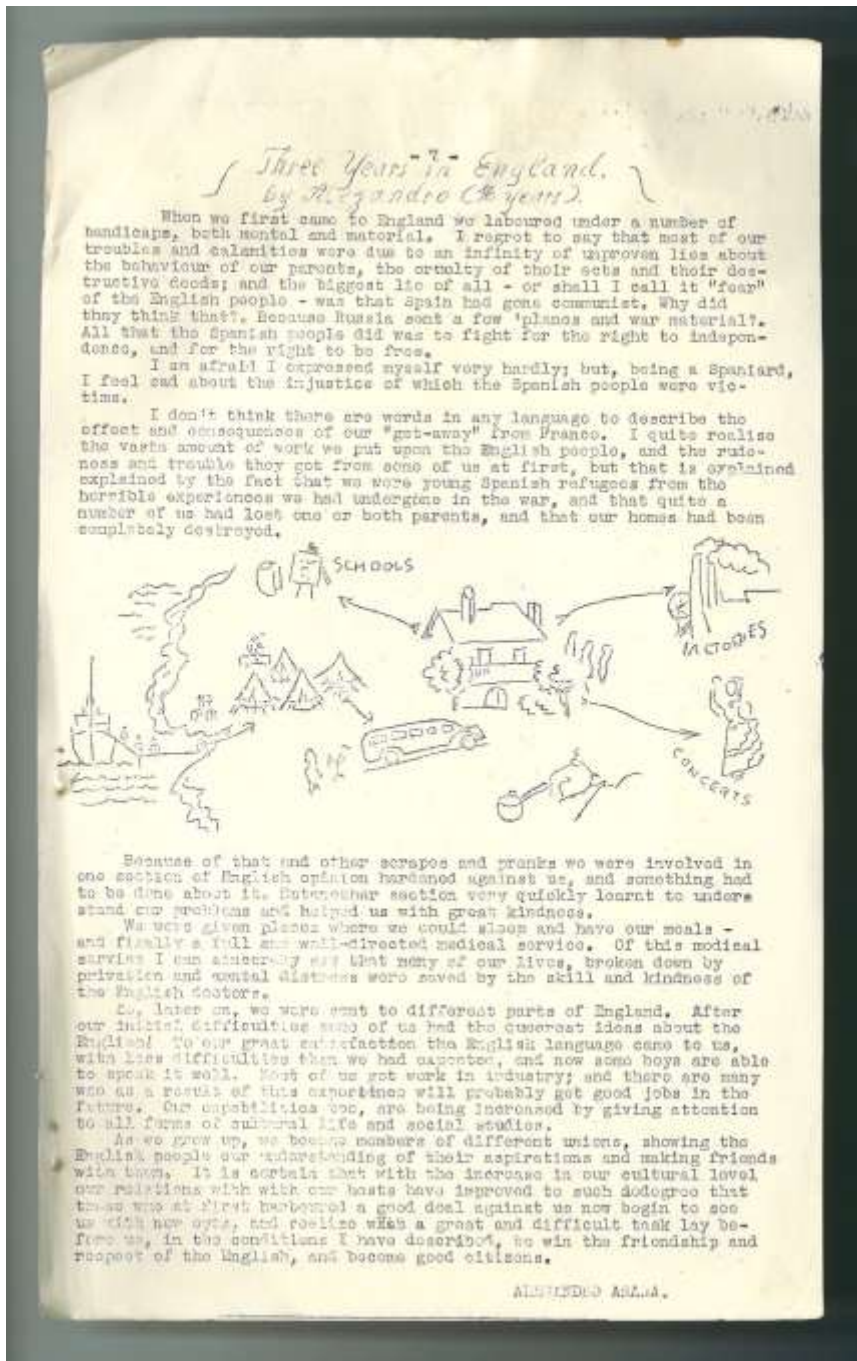 - 7 -
Three Years in England.
by Alejandro (16 years).
When we first came to England we laboured under a number of
handicaps, both mental and material. I regret to say that most of our
troubles and calamities were due to an infinity of unproven lies about
the behaviour of our parents, the cruelty of their acts and their des-
tructive deeds; and the biggest lie of all - or shall I call it "fear"
of the English people - was that Spain had gone communist. Why did
they think that?. Because Russia sent a few 'planes and war material?.
All that the Spanish people did was to fight for the right to indepen-
dence, and for the right to be free.
I am afraid I expressed myself very hardly; but, being a Spaniard,
I feel sad about the injustice of which the Spanish people were vic-
tims.
I don't think there are words in any language to describe the
effect and consequences of our "get-away" from Franco. I quite realise
the vasts amount of work we put upon the English people, and the rude-
ness and trouble they got from some of us at first, but that is explained
explained by the fact that we were young Spanish refugees from the
horrible experiences we had undergone in the war, and that quite a
number of us had lost one or both parents, and that our homes had been
completely destroyed.
SCHOOLS
FACTORIES
CONCERTS
Because of that and other scrapes and pranks we were involved in
one section of English opinion hardened against us, and something had
to be done about it. But another section very quickly learnt to unders
stand our problems and helped us with great kindness.
We were given places where we could sleep and have our meals -
and finally a full and well-directed medical service. Of this medical
service I can sincerely say that many of our lives, broken down by
privation and mental distress were saved by the skill and kindness of
the English doctors.
So, later on, we were sent to different parts of England. After
our initial difficulties some of us had the queerest ideas about the
English! To our great satisfaction the English language came to us,
with less difficulties than we had expected, and now some boys are able
to speak it well. Most of us got work in industry; and there are many
who as a result of this experience will probably get good jobs in the
future. Our capabilities too, are being increased by giving attention
to all forms of cultural life and social studies.
As we grew up, we became members of different unions, showing the
English people our understanding of their aspirations and making friends
with them. It is certain that with the increase in our cultural level
our relations with with our hosts have improved to such dedegree that
those who at first harboured a good deal against us now begin to see
us with new eyes, and realize what a great and difficult task lay be-
fore us, in the conditions I have described, to win the friendship and
respect of the English, and become good citizens.
ALEJANDRO